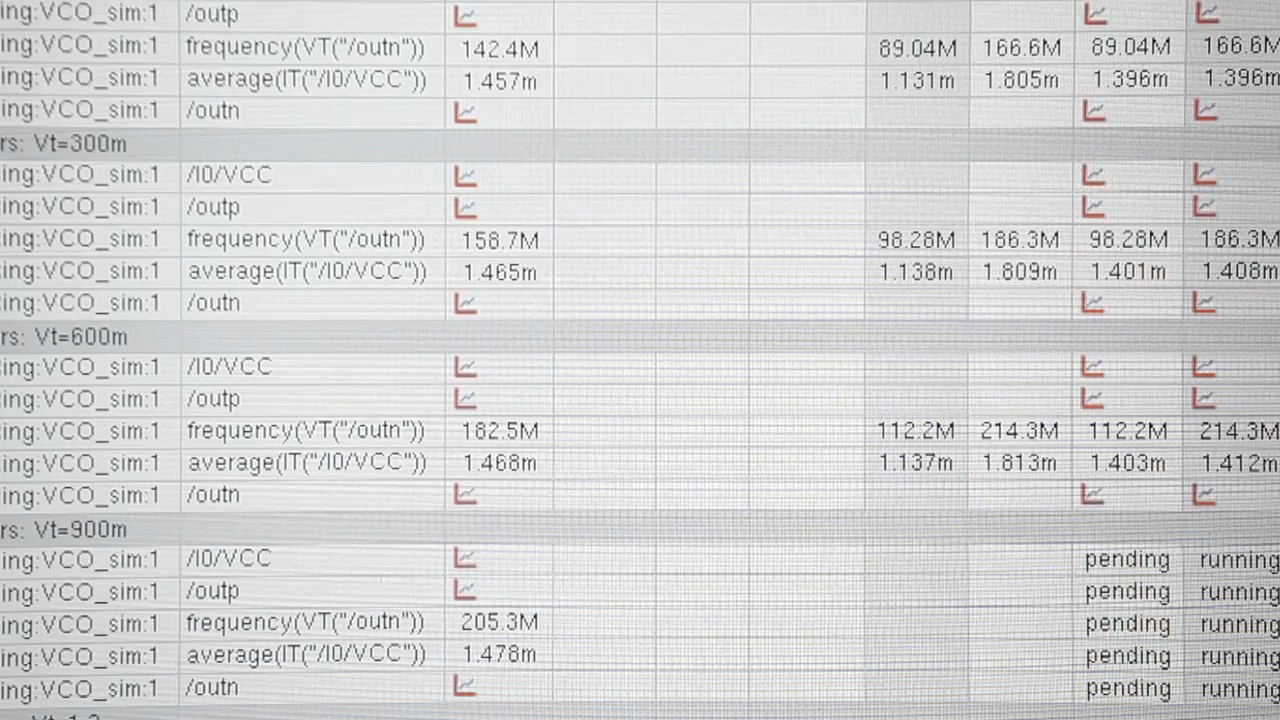 ing:VCO_sim:1 /outp
ing:VCO_sim:1 frequency(VT("/outn")) 142.4M 89.04M 166.6M 89.04M 166.6M
ing:VCO_sim:1 average(IT("/I0/VCC")) 1.457m 1.131m 1.805m 1.396m 1.396m
ing:VCO_sim:1 /outn
rs: Vt=300m
ing:VCO_sim:1 /I0/VCC
ing:VCO_sim:1 /outp
ing:VCO_sim:1 frequency(VT("/outn")) 158.7M 98.28M 186.3M 98.28M 186.3M
ing:VCO_sim:1 average(IT("/I0/VCC")) 1.465m 1.138m 1.809m 1.401m 1.408m
ing:VCO_sim:1 /outn
rs: Vt=600m
ing:VCO_sim:1 /I0/VCC
ing:VCO_sim:1 /outp
ing:VCO_sim:1 frequency(VT("/outn")) 182.5M 112.2M 214.3M 112.2M 214.3M
ing:VCO_sim:1 average(IT("/I0/VCC")) 1.468m 1.137m 1.813m 1.403m 1.412m
ing:VCO_sim:1 /outn
rs: Vt=900m
ing:VCO_sim:1 /I0/VCC pending running
ing:VCO_sim:1 /outp pending running
ing:VCO_sim:1 frequency(VT("/outn")) 205.3M pending running
ing:VCO_sim:1 average(IT("/I0/VCC")) 1.478m pending running
ing:VCO_sim:1 /outn pending running